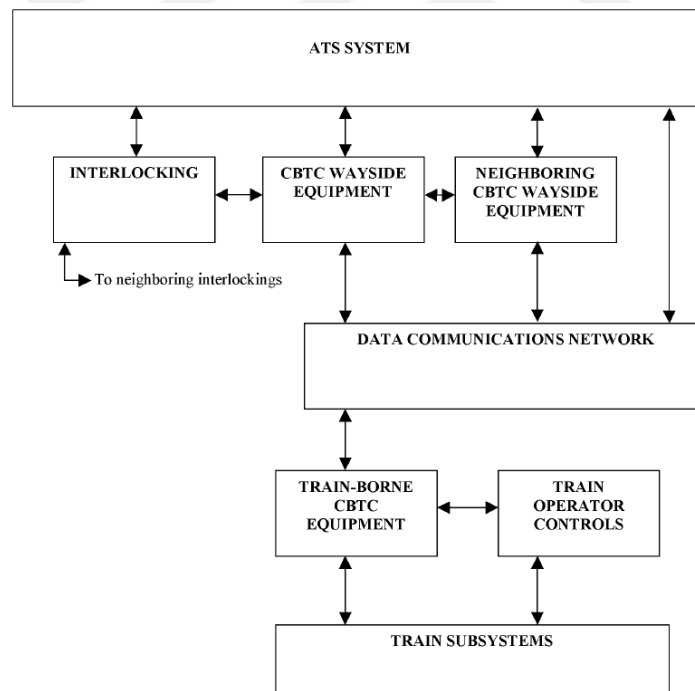 ATS SYSTEM
INTERLOCKING
CBTC WAYSIDE
EQUIPMENT
NEIGHBORING
CBTC WAYSIDE
EQUIPMENT
To neighboring interlockings
DATA COMMUNICATIONS NETWORK
TRAIN-BORNE
CBTC
EQUIPMENT
TRAIN
OPERATOR
CONTROLS
TRAIN SUBSYSTEMS